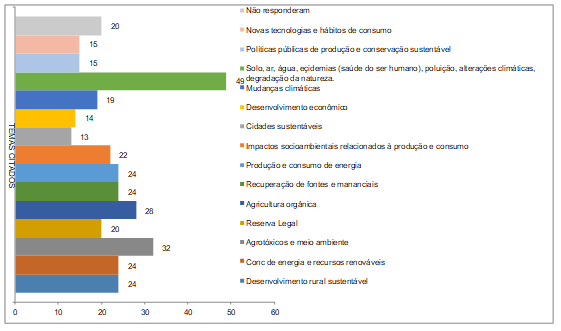 Não responderam
20
Novas tecnologias e hábitos de consumo
15
Políticas públicas de produção e conservação sustentável
15
Solo, ar, água, epidemias (saúde do ser humano), poluição, alterações climáticas,
degradação da natureza.
49
Mudanças climáticas
19
Desenvolvimento econômico
14
Cidades sustentáveis
13
Impactos socioambientais relacionados à produção e consumo
22
Produção e consumo de energia
24
Recuperação de fontes e mananciais
24
Agricultura orgânica
28
Reserva Legal
20
Agrotóxicos e meio ambiente
32
Conc de energia e recursos renováveis
24
Desenvolvimento rural sustentável
24
TEMAS CITADOS
0 10 20 30 40 50 60